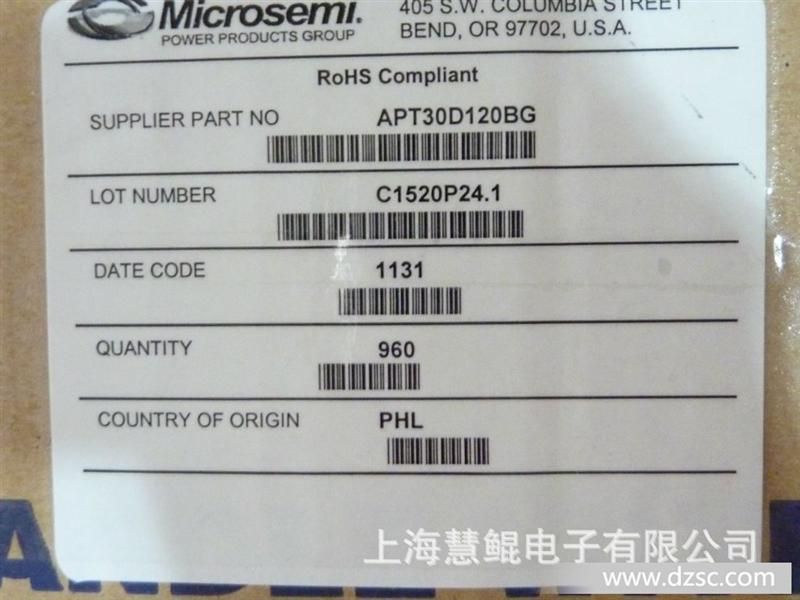 Microsemi.
POWER PRODUCTS GROUP
405 S.W. COLUMBIA STREET
BEND, OR 97702, U.S.A.
RoHS Compliant
SUPPLIER PART NO APT30D120BG
LOT NUMBER C1520P24.1
DATE CODE 1131
QUANTITY 960
COUNTRY OF ORIGIN PHL
上海慧鲲电子有限公司
www.dzsc.com